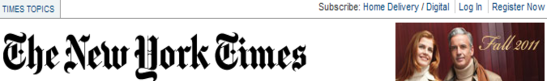 TIMES TOPICS
Subscribe: Home Delivery / Digital Log In Register Now
The New York Times
Fall 2011